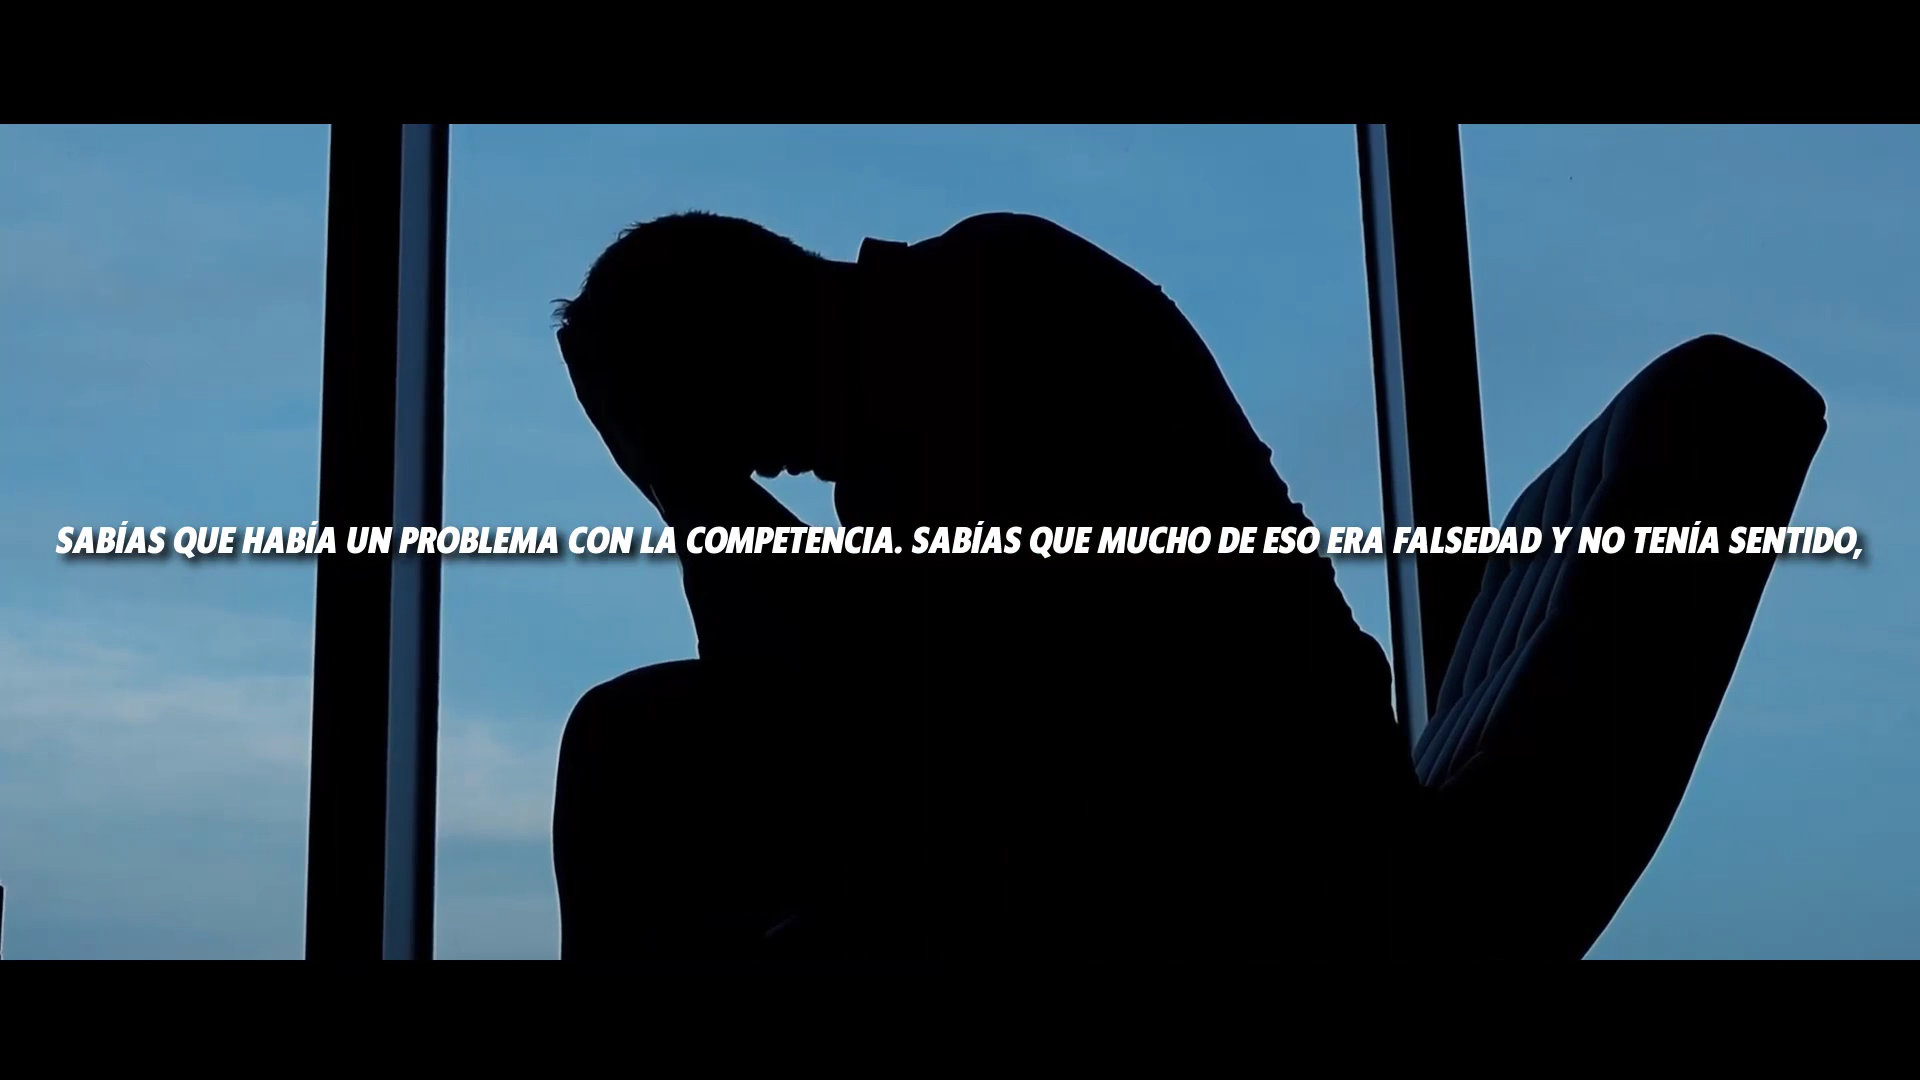 SABÍAS QUE HABÍA UN PROBLEMA CON LA COMPETENCIA. SABÍAS QUE MUCHO DE ESO ERA FALSEDAD Y NO TENÍA SENTIDO,